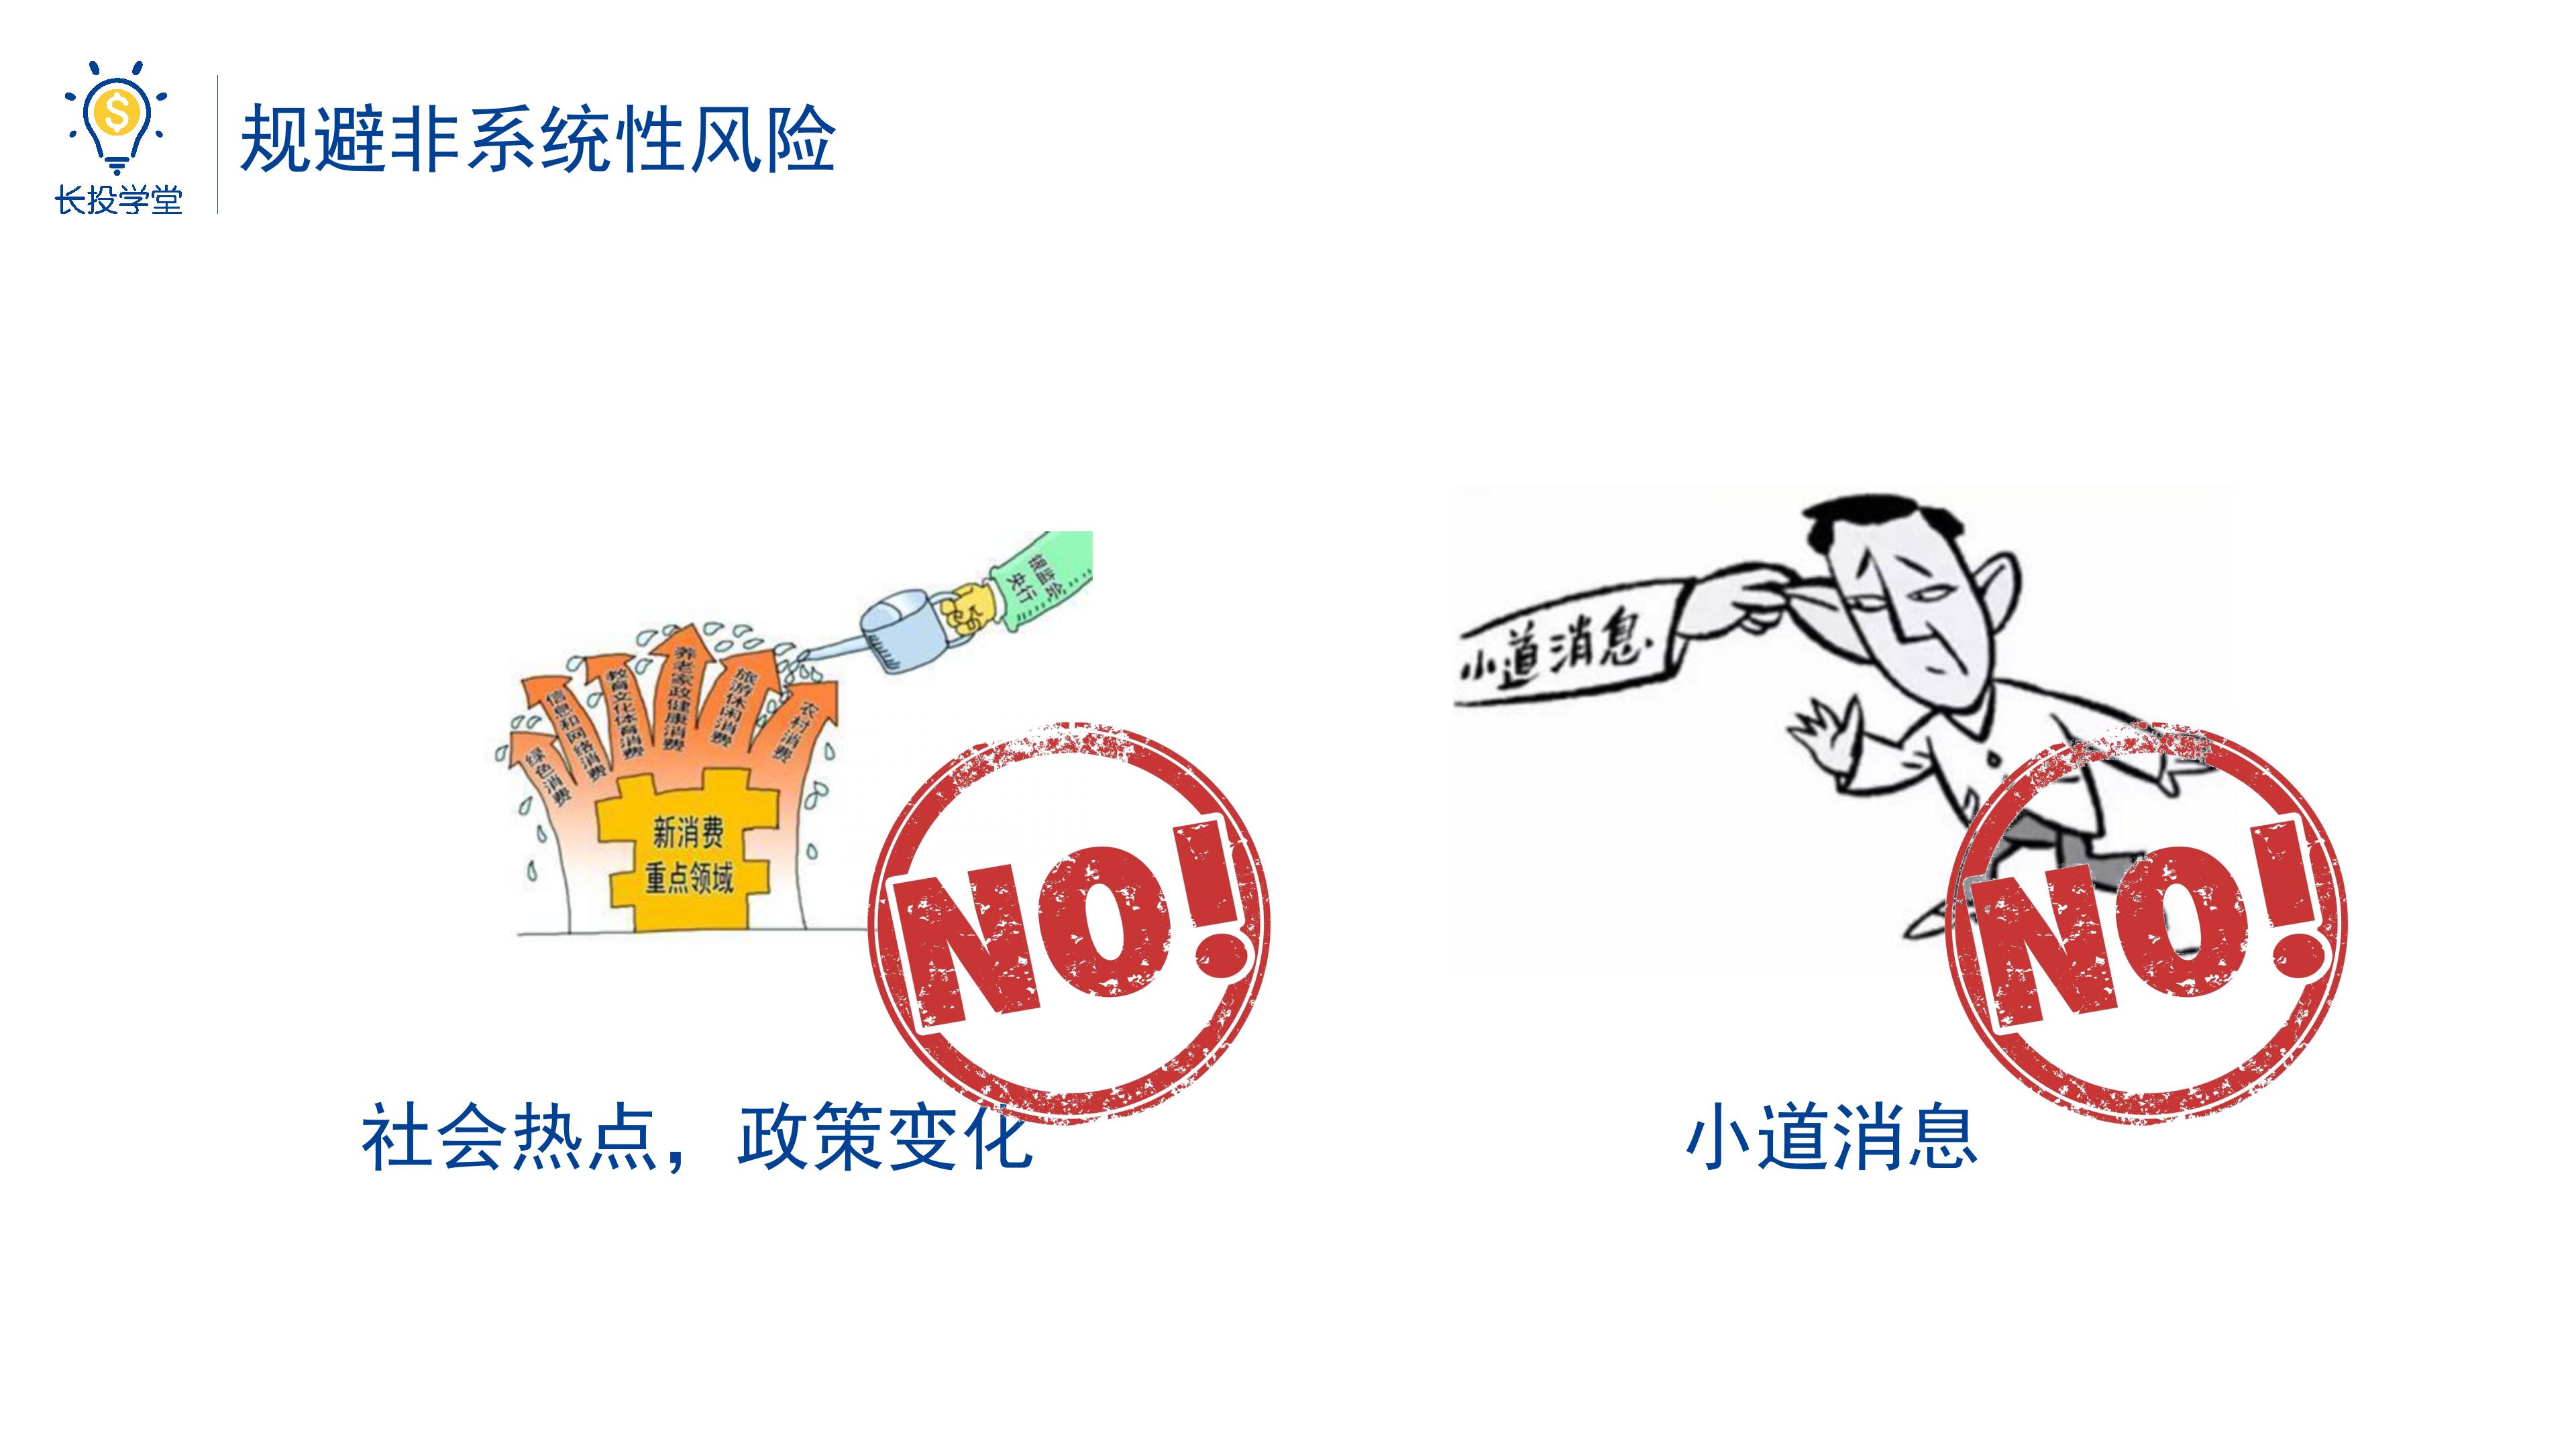 长投学堂
规避非系统性风险
银监会
央行
绿色消费
信息和网络消费
教育文化体育消费
养老家政健康消费
旅游休闲消费
农村消费
新消费
重点领域
NO!
社会热点，政策变化
小道消息
NO!
小道消息